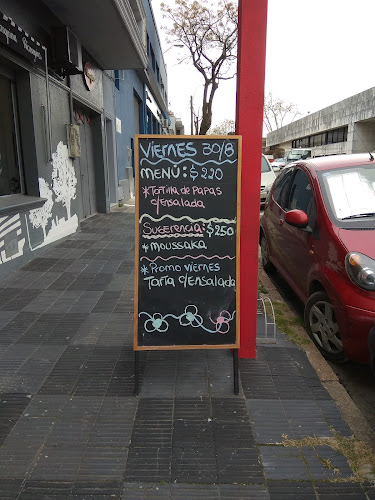 VIERNES 30/8
MENÚ: $220
*TORTILLA DE PAPAS
C/ENSALADA
SUGERENCIA: $250
*MOUSSAKA
*PROMO VIERNES
TARTA C/ENSALADA